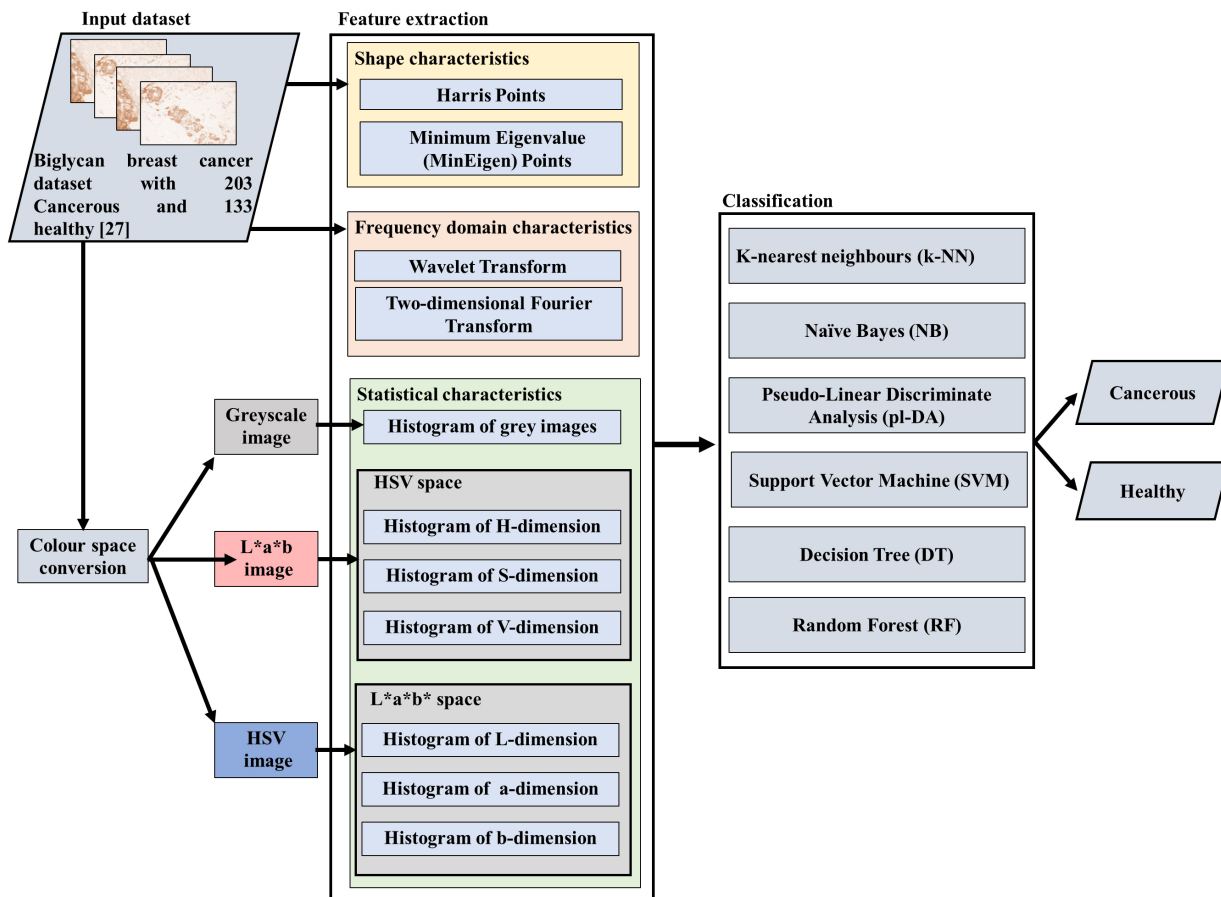 Input dataset
Biglycan breast cancer
dataset with 203
Cancerous and 133
healthy [27]
Colour space
conversion
Greyscale
image
L*a*b
image
HSV
image
Feature extraction
Shape characteristics
Harris Points
Minimum Eigenvalue
(MinEigen) Points
Frequency domain characteristics
Wavelet Transform
Two-dimensional Fourier
Transform
Statistical characteristics
Histogram of grey images
HSV space
Histogram of H-dimension
Histogram of S-dimension
Histogram of V-dimension
L*a*b* space
Histogram of L-dimension
Histogram of a-dimension
Histogram of b-dimension
Classification
K-nearest neighbours (k-NN)
Naïve Bayes (NB)
Pseudo-Linear Discriminate
Analysis (pl-DA)
Support Vector Machine (SVM)
Decision Tree (DT)
Random Forest (RF)
Cancerous
Healthy